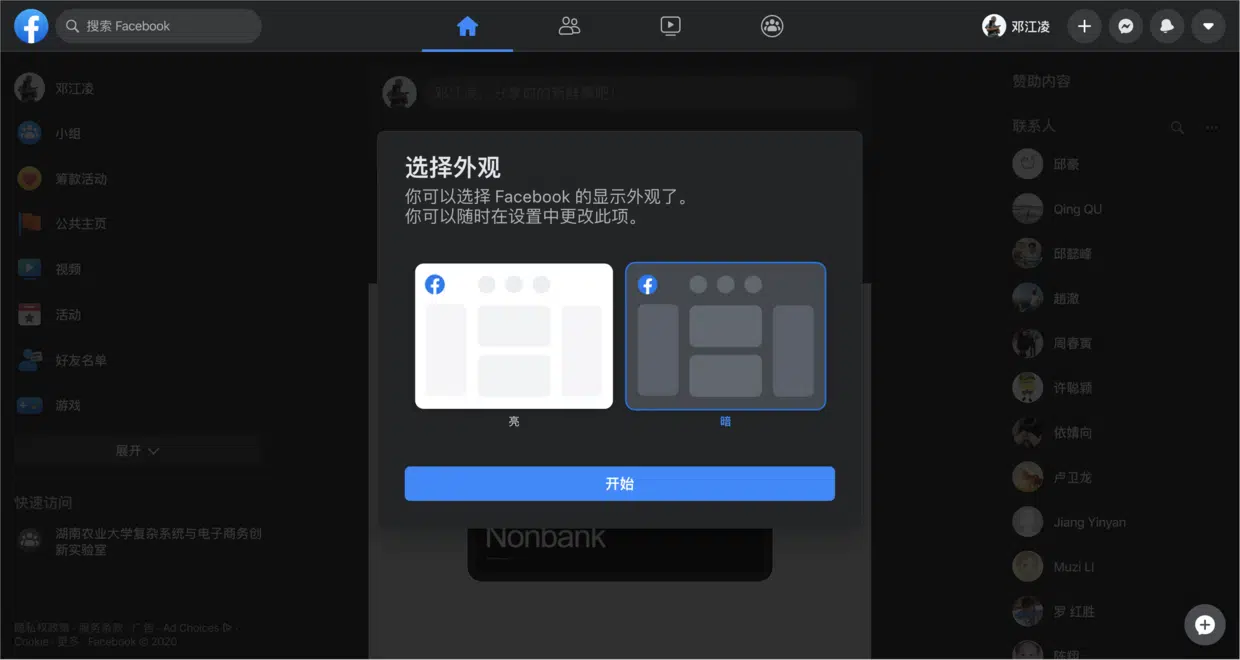 搜索 Facebook
邓江凌
邓江凌
小组
筹款活动
公共主页
视频
活动
好友名单
游戏
展开
快速访问
湖南农业大学复杂系统与电子商务创
新实验室
隐私权政策 · 服务条款 · 广告 · Ad Choices ·
Cookie · 更多 · Facebook © 2020
邓江凌，分享你的新鲜事吧！
选择外观
你可以选择 Facebook 的显示外观了。
你可以随时在设置中更改此项。
亮
暗
开始
Nonbank
赞助内容
联系人
邱豪
Qing QU
邱懿峰
趙澈
周春寅
许聪颖
依婧向
卢卫龙
Jiang Yinyan
Muzi LI
罗 红胜